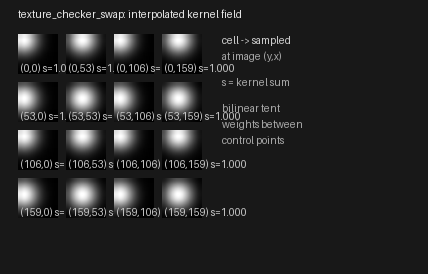 texture_checker_swap: interpolated kernel field
cell -> sampled
at image (y,x)
(0,0) s=1.0 (0,53) s=1. (0,106) s= (0,159) s=1.000
s = kernel sum
bilinear tent
(53,0) s=1. (53,53) s= (53,106) s (53,159) s=1.000
weights between
control points
(106,0) s= (106,53) s (106,106) (106,159) s=1.000
(159,0) s= (159,53) s (159,106) (159,159) s=1.000